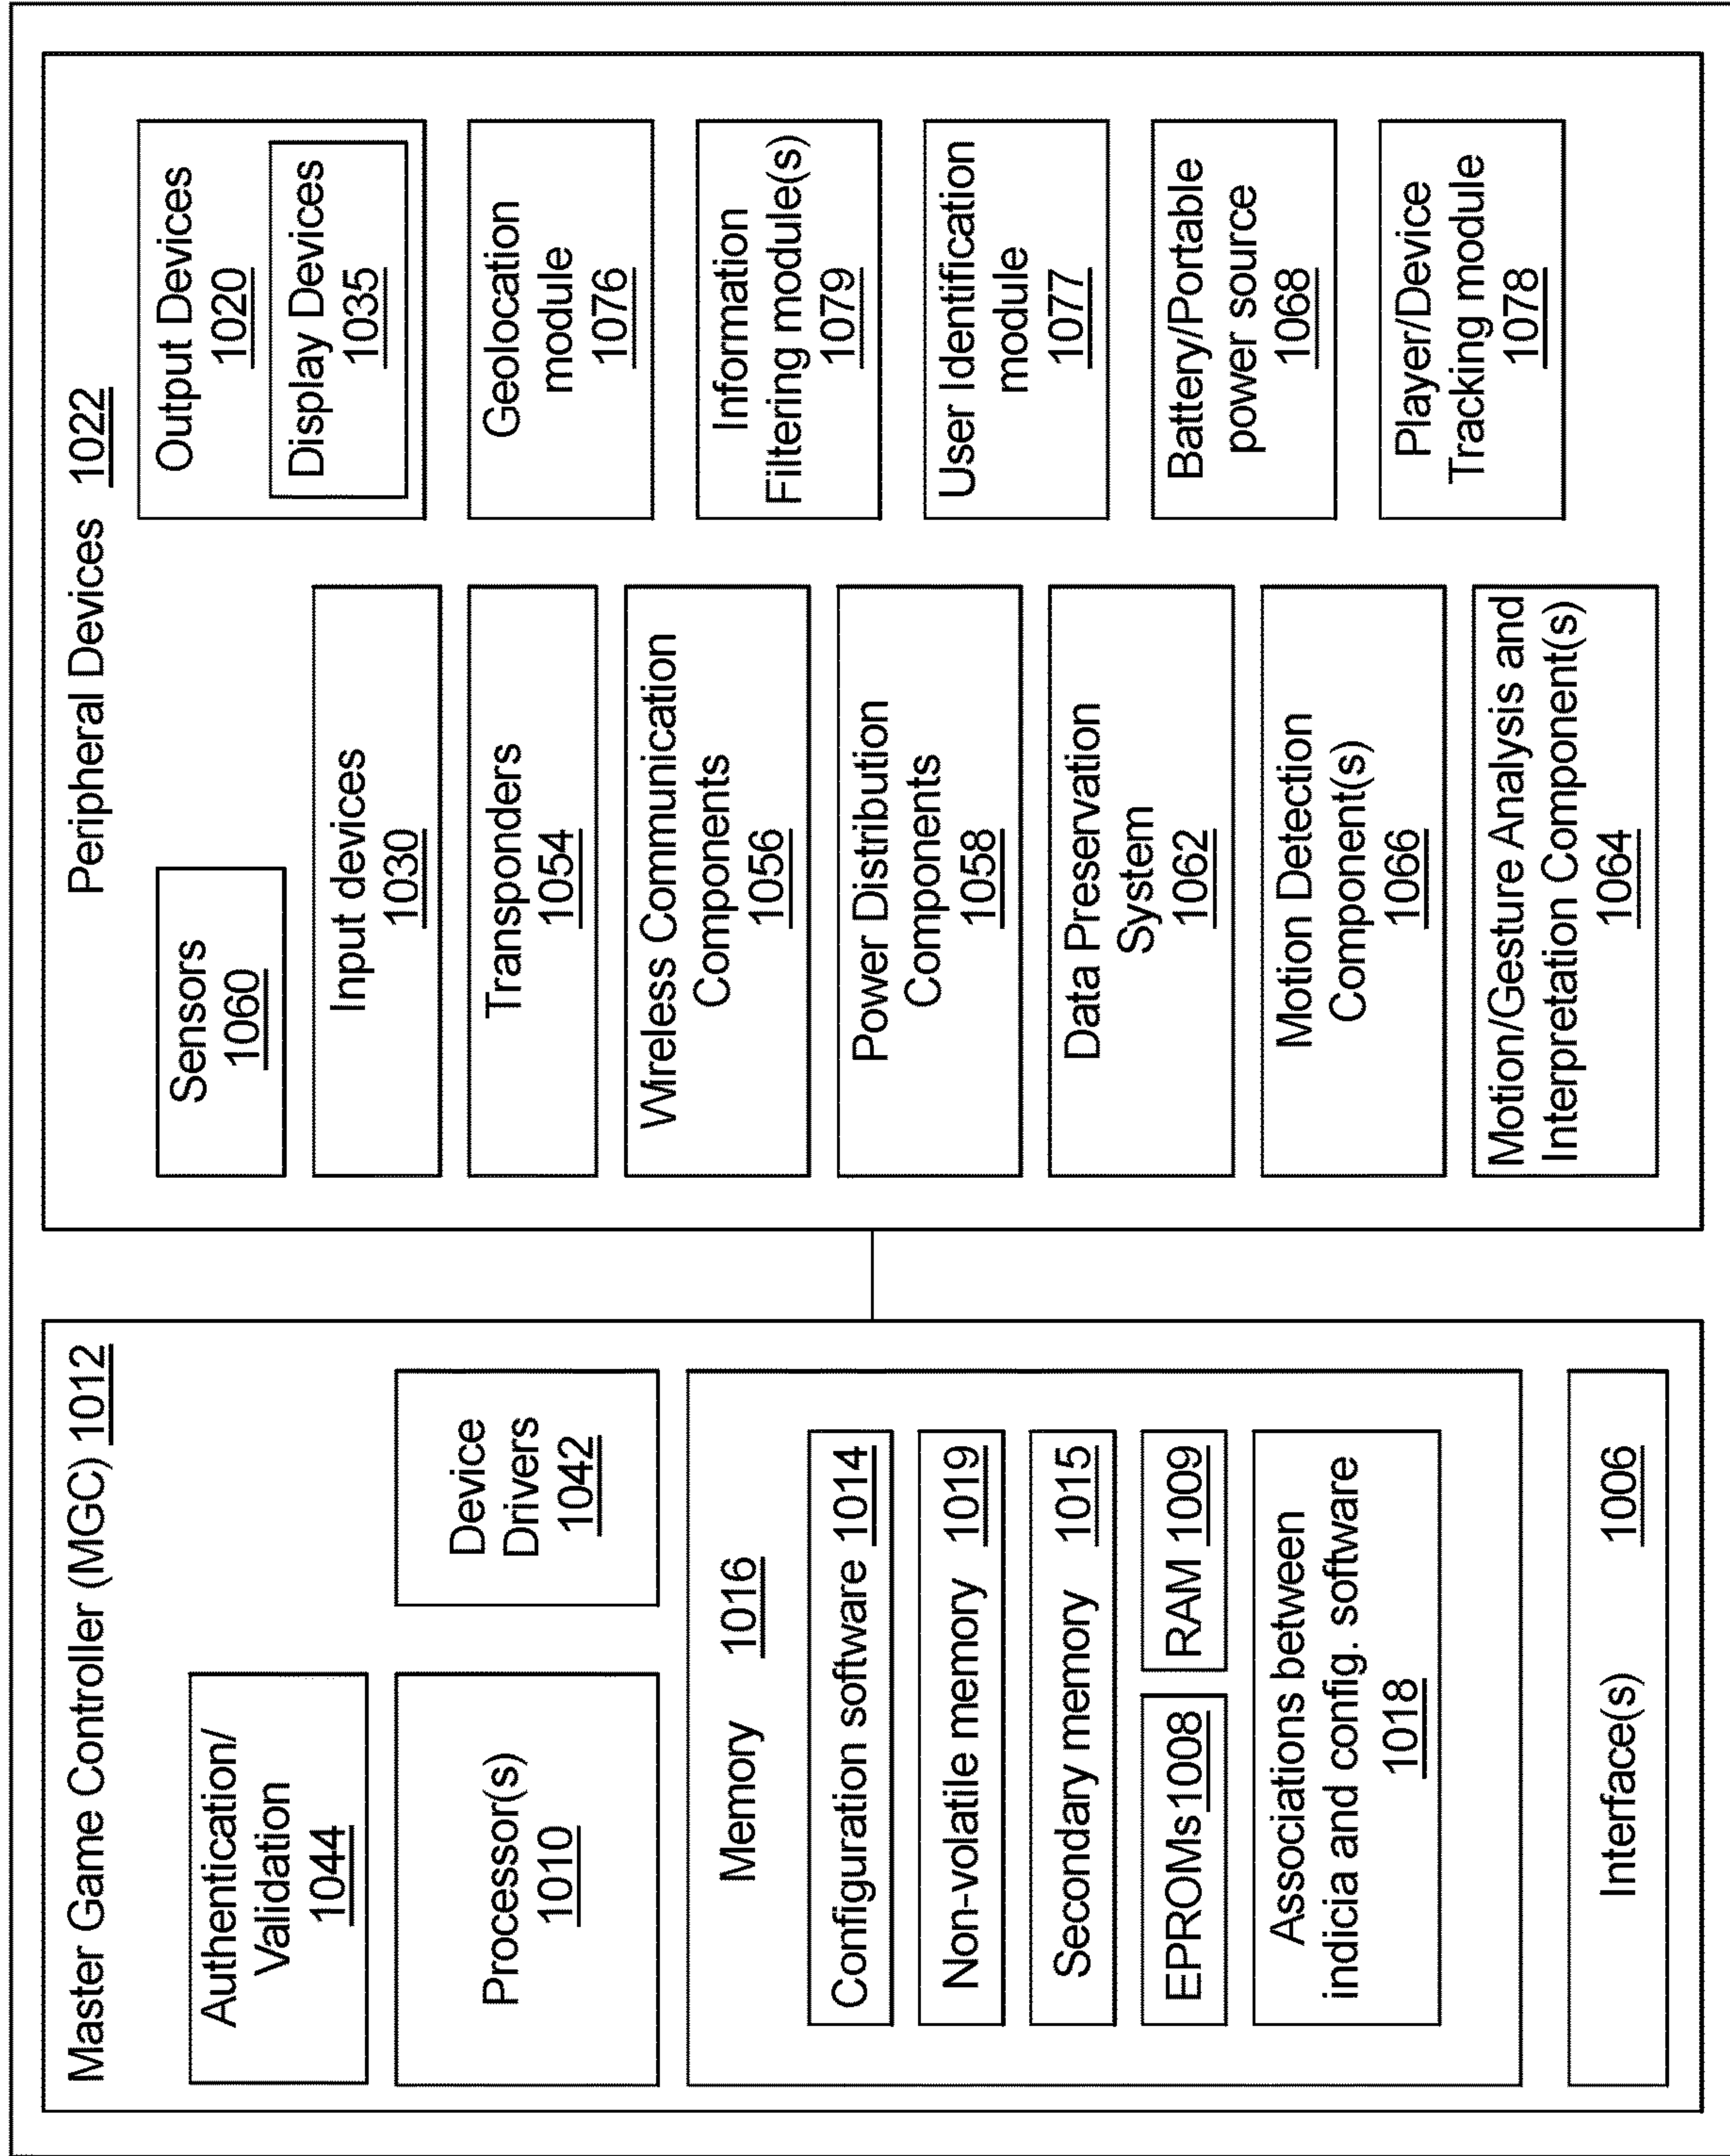 Master Game Controller (MGC) 1012
Authentication/
Validation
1044
Processor(s)
1010
Device
Drivers
1042
Memory 1016
Configuration software 1014
Non-volatile memory 1019
Secondary memory 1015
EPROMs 1008
RAM 1009
Associations between
indicia and config. software
1018
Interface(s) 1006
Peripheral Devices 1022
Sensors
1060
Input devices
1030
Transponders
1054
Wireless Communication
Components
1056
Power Distribution
Components
1058
Data Preservation
System
1062
Motion Detection
Component(s)
1066
Motion/Gesture Analysis and
Interpretation Component(s)
1064
Output Devices
1020
Display Devices
1035
Geolocation
module
1076
Information
Filtering module(s)
1079
User Identification
module
1077
Battery/Portable
power source
1068
Player/Device
Tracking module
1078